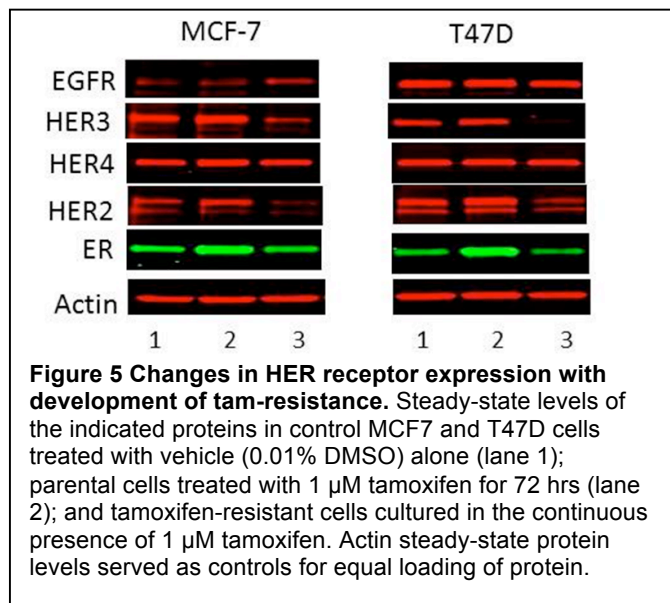 MCF-7 T47D
EGFR
HER3
HER4
HER2
ER
Actin
1 2 3 1 2 3
Figure 5 Changes in HER receptor expression with
development of tam-resistance. Steady-state levels of
the indicated proteins in control MCF7 and T47D cells
treated with vehicle (0.01% DMSO) alone (lane 1);
parental cells treated with 1 µM tamoxifen for 72 hrs (lane
2); and tamoxifen-resistant cells cultured in the continuous
presence of 1 µM tamoxifen. Actin steady-state protein
levels served as controls for equal loading of protein.